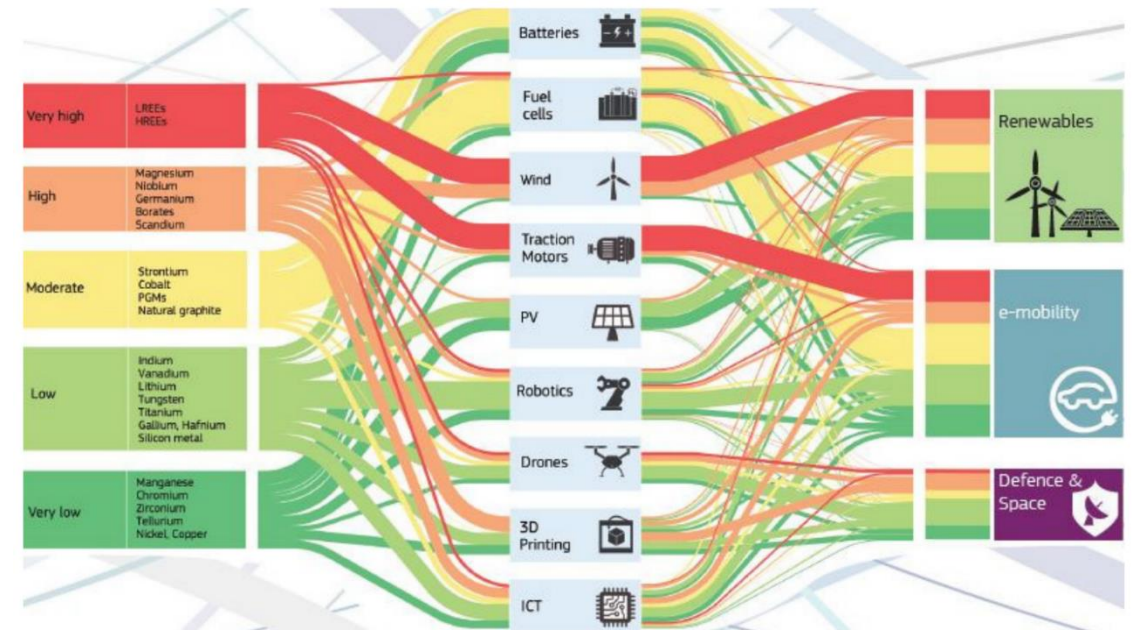 Very high
LREEs
HREEs
High
Magnesium
Niobium
Germanium
Borates
Scandium
Moderate
Strontium
Cobalt
PGMs
Natural graphite
Low
Indium
Vanadium
Lithium
Tungsten
Titanium
Gallium, Hafnium
Silicon metal
Very low
Manganese
Chromium
Zirconium
Tellurium
Nickel, Copper
Batteries
Fuel
cells
Wind
Traction
Motors
PV
Robotics
Drones
3D
Printing
ICT
Renewables
e-mobility
Defence &
Space